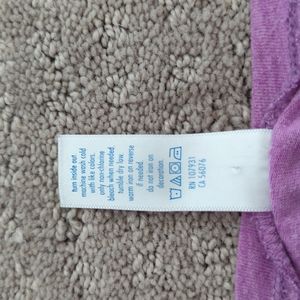 turn inside out
machine wash cold
with like colors.
only non-chlorine
bleach when needed.
tumble dry low.
warm iron on reverse
if needed.
do not iron on
decoration.
RN 107931
CA 56076